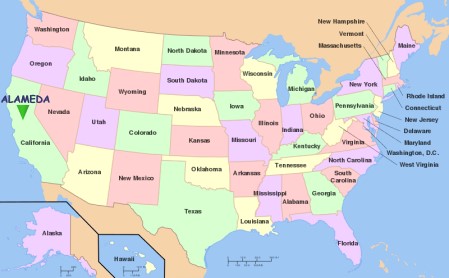 New Hampshire
Vermont
Massachusetts
Washington
Maine
Montana
North Dakota
Minnesota
Oregon
Idaho
Wisconsin
South Dakota
Michigan
New York
Wyoming
Rhode Island
ALAMEDA
Connecticut
Nebraska
Iowa
Pennsylvania
Nevada
New Jersey
Utah
Illinois
Indiana
Ohio
Colorado
Delaware
California
Kansas
Missouri
Kentucky
Virginia
Maryland
Washington, D.C.
West Virginia
North Carolina
Tennessee
Oklahoma
Arizona
New Mexico
Arkansas
South
Carolina
Mississippi
Alabama
Georgia
Texas
Louisiana
Alaska
Florida
Hawaii